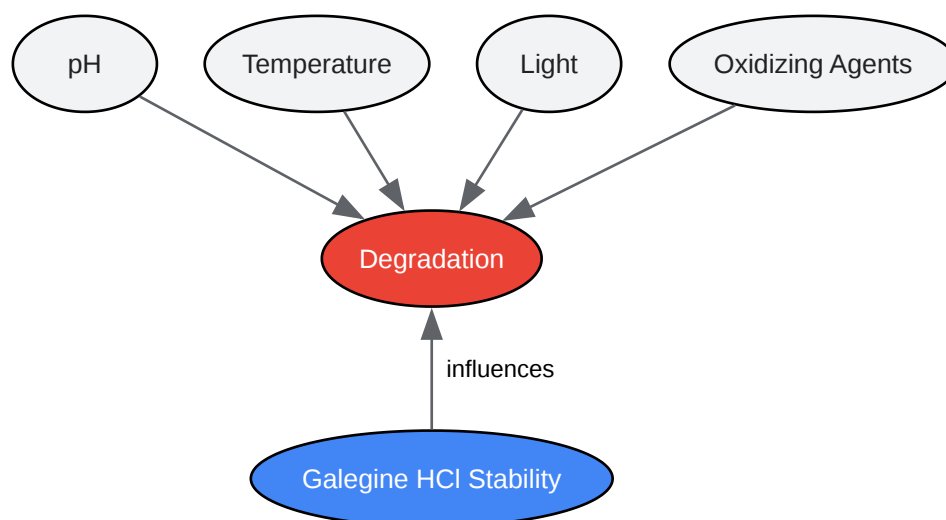 pH
Temperature
Light
Oxidizing Agents
Degradation
influences
Galegine HCl Stability